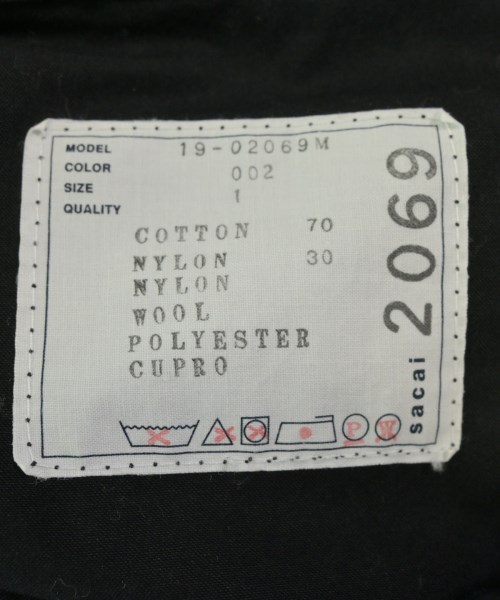 MODEL 19-02069M
COLOR 002
SIZE 1
QUALITY
COTTON 70
NYLON 30
NYLON
WOOL
POLYESTER
CUPRO
P W
sacai 2069